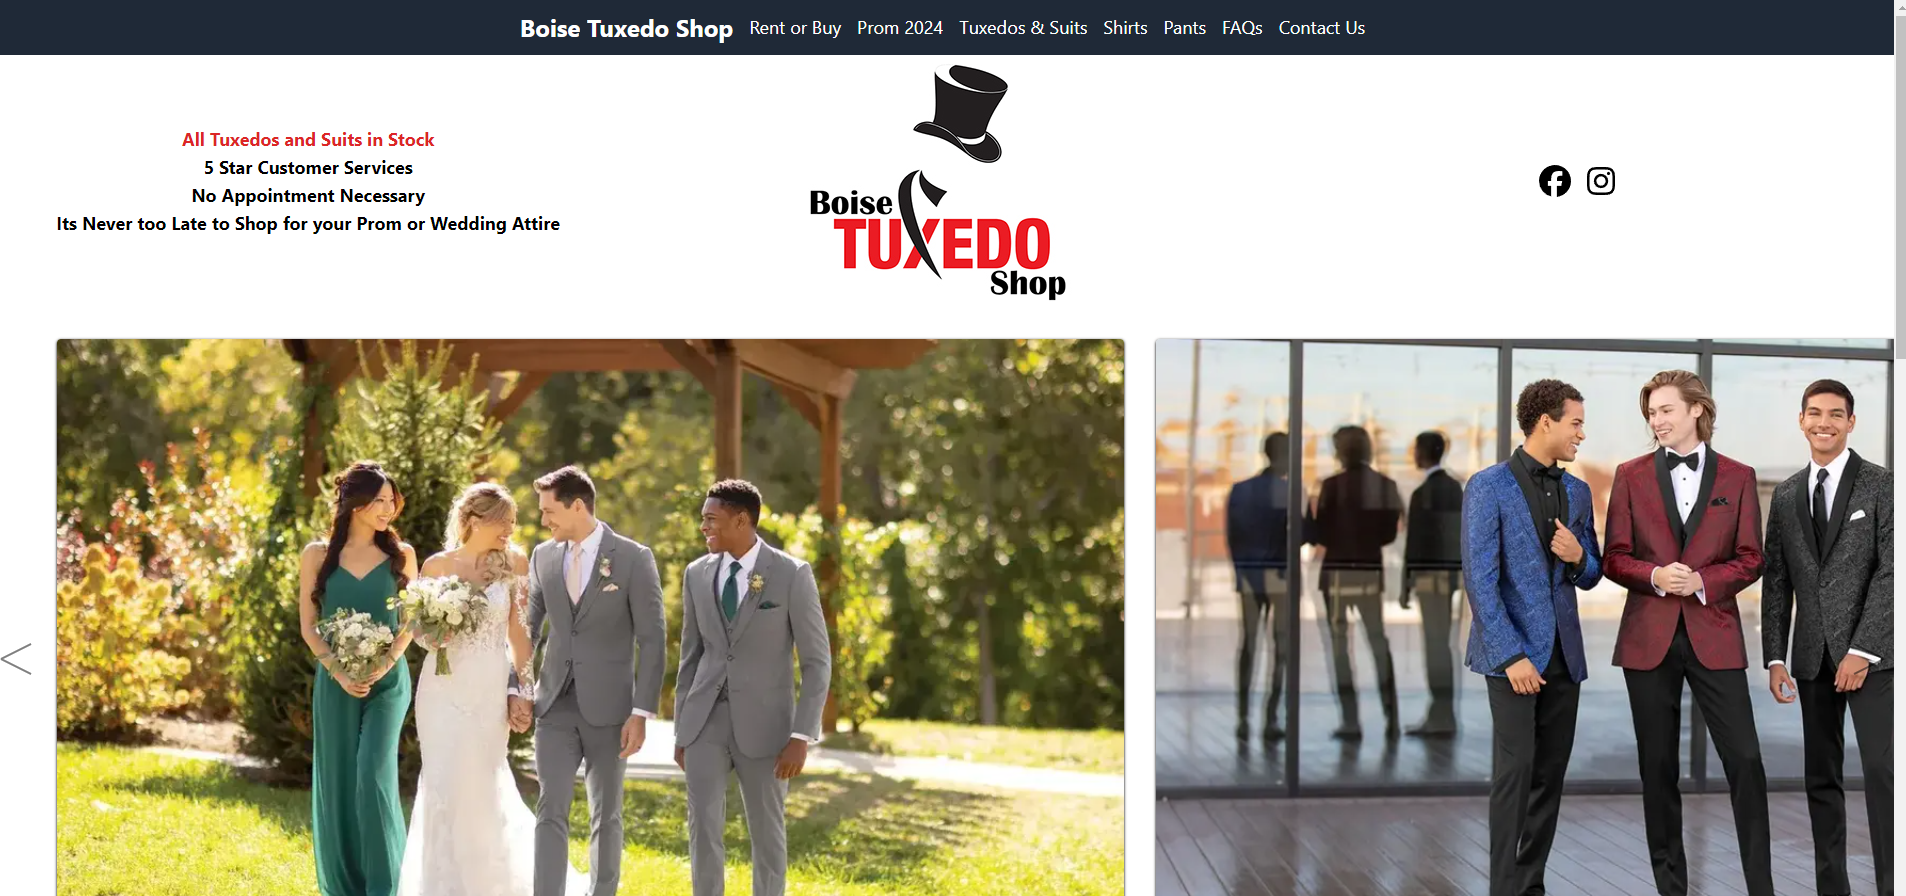 Boise Tuxedo Shop Rent or Buy Prom 2024 Tuxedos & Suits Shirts Pants FAQs Contact Us
All Tuxedos and Suits in Stock
5 Star Customer Services
No Appointment Necessary
Its Never too Late to Shop for your Prom or Wedding Attire
Boise
TUXEDO
Shop